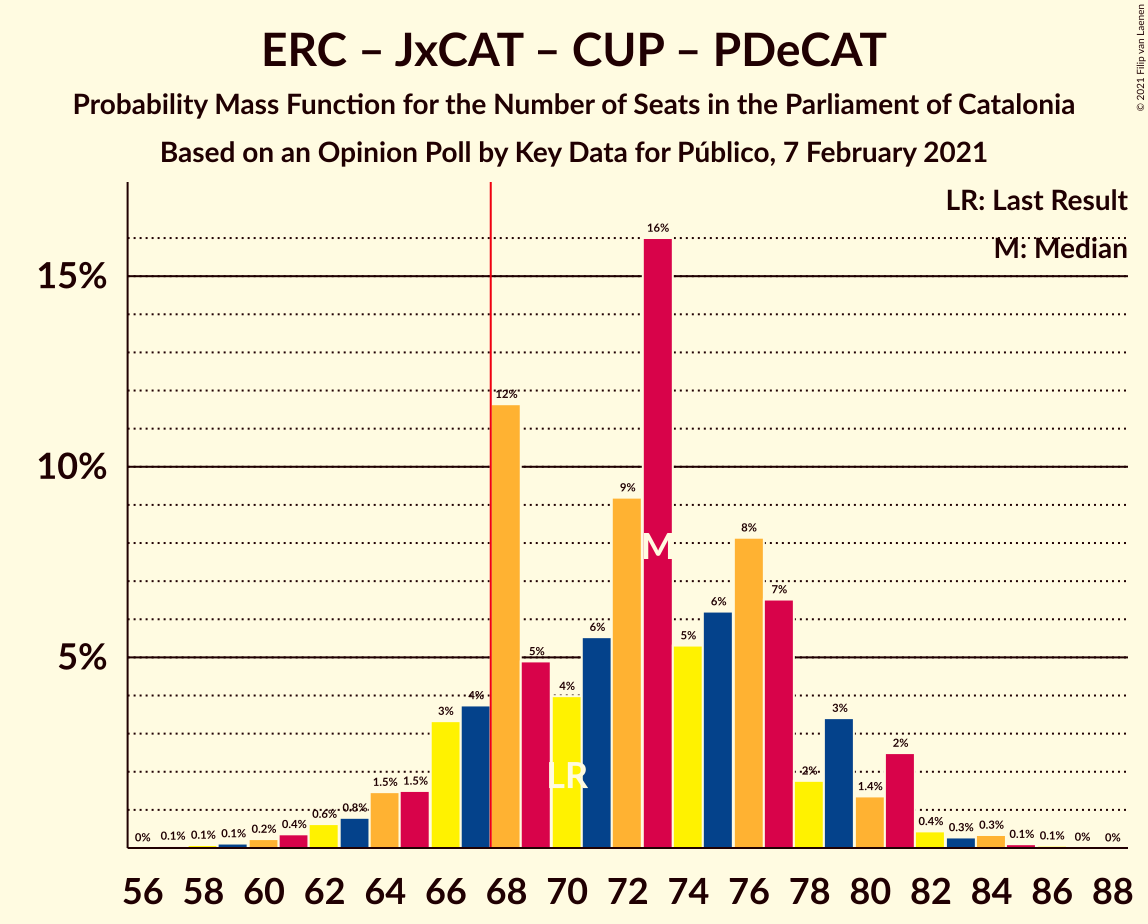 ERC – JxCAT – CUP – PDeCAT
Probability Mass Function for the Number of Seats in the Parliament of Catalonia
Based on an Opinion Poll by Key Data for Público, 7 February 2021
© 2021 Filip van Laenen
LR: Last Result
M: Median
15%
10%
5%
0% 0.1% 0.1% 0.1% 0.2% 0.4% 0.6% 0.8% 1.5% 1.5% 3% 4% 12% 5% 4% 6% 9% 16% 5% 6% 8% 7% 2% 3% 1.4% 2% 0.4% 0.3% 0.3% 0.1% 0.1% 0% 0%
M
LR
56 58 60 62 64 66 68 70 72 74 76 78 80 82 84 86 88